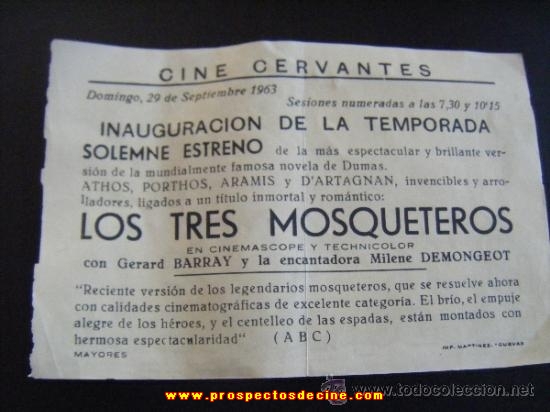 CINE CERVANTES
Domingo, 29 de Septiembre 1963
Sesiones numeradas a las 7,30 y 10'15
INAUGURACION DE LA TEMPORADA
SOLEMNE ESTRENO de la más espectacular y brillante ver-
sión de la mundialmente famosa novela de Dumas.
ATHOS, PORTHOS, ARAMIS y D'ARTAGNAN, invencibles y arro-
lladores, ligados a un título inmortal y romántico:
LOS TRES MOSQUETEROS
EN CINEMASCOPE Y TECHNICOLOR
con Gerard BARRAY y la encantadora Milene DEMONGEOT
"Reciente versión de los legendarios mosqueteros, que se resuelve ahora
con calidades cinematográficas de excelente categoría. El brío, el empuje
alegre de los héroes, y el centelleo de las espadas, están montados con
hermosa espectacularidad" (ABC)
MAYORES
IMP. MARTINEZ.-CUEVAS
www.prospectosdecine.com
todocoleccion.net